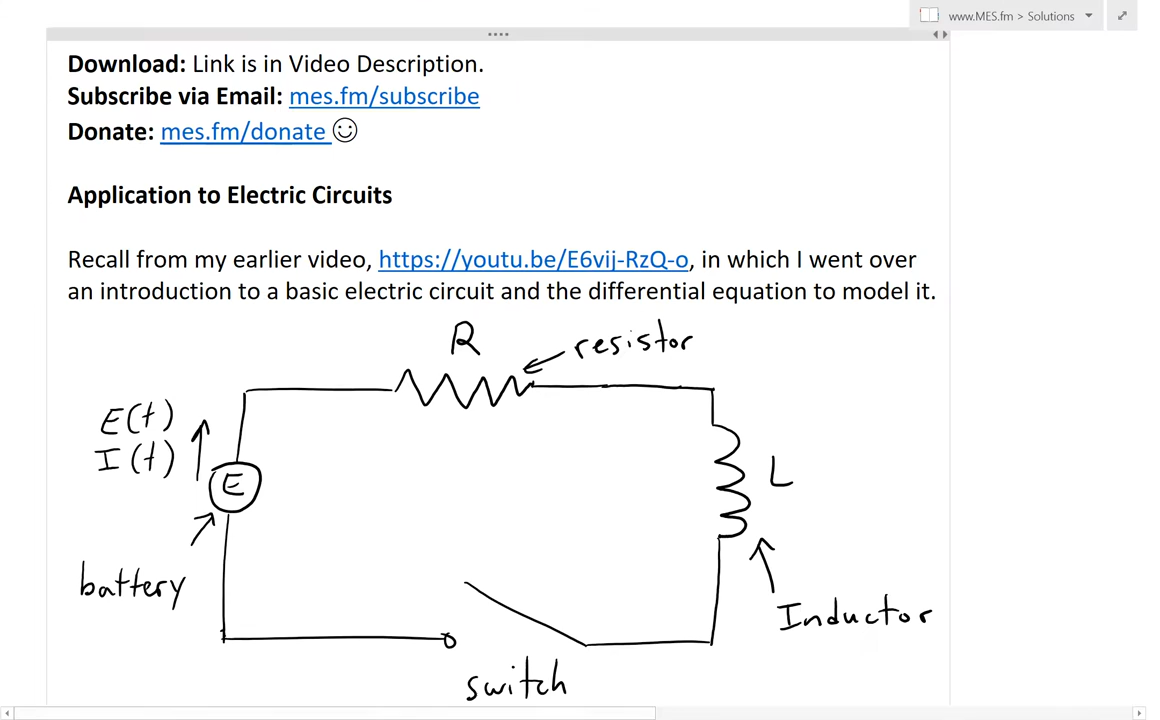 www.MES.fm > Solutions
Download: Link is in Video Description.
Subscribe via Email: mes.fm/subscribe
Donate: mes.fm/donate
Application to Electric Circuits
Recall from my earlier video, https://youtu.be/E6vij-RzQ-o, in which I went over
an introduction to a basic electric circuit and the differential equation to model it.
R
resistor
E(t)
I(t)
E
L
battery
Inductor
switch